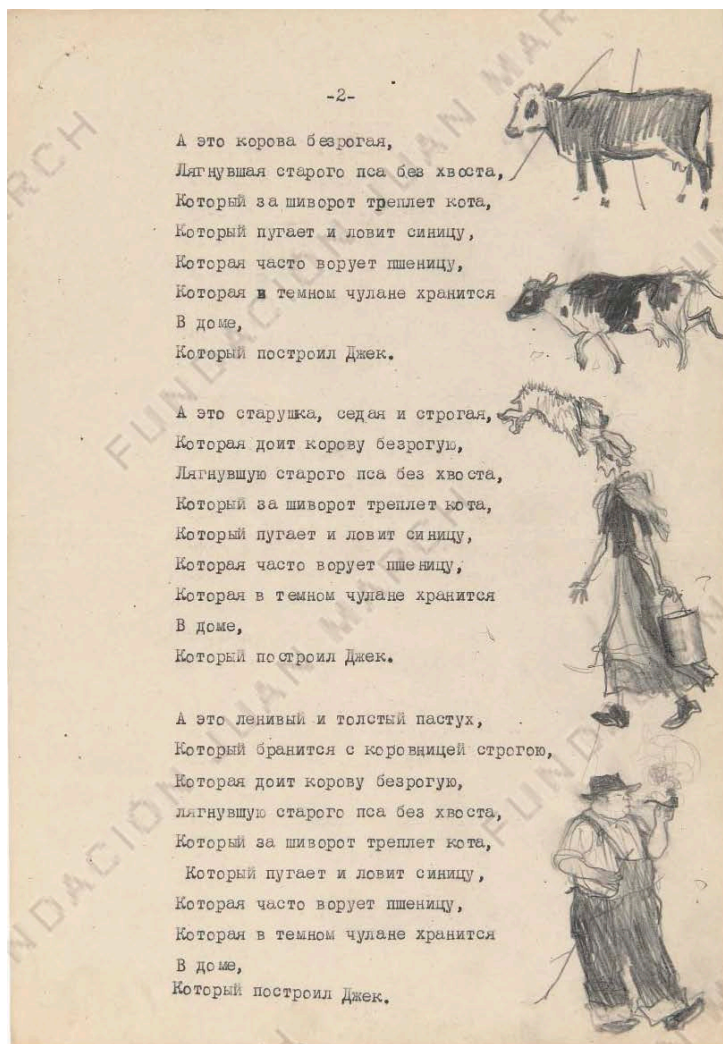 -2-
А это корова безрогая,
Лягнувшая старого пса без хвоста,
Который за шиворот треплет кота,
Который пугает и ловит синицу,
Которая часто ворует пшеницу,
Которая в темном чулане хранится
В доме,
Который построил Джек.
А это старушка, седая и строгая,
Которая доит корову безрогую,
Лягнувшую старого пса без хвоста,
Который за шиворот треплет кота,
Который пугает и ловит синицу,
Которая часто ворует пшеницу,
Которая в темном чулане хранится
В доме,
Который построил Джек.
А это ленивый и толстый пастух,
Который бранится с коровницей строгою,
Которая доит корову безрогую,
лягнувшую старого пса без хвоста,
Который за шиворот треплет кота,
Который пугает и ловит синицу,
Которая часто ворует пшеницу,
Которая в темном чулане хранится
В доме,
Который построил Джек.
FUNDACIÓN JUAN MARCH